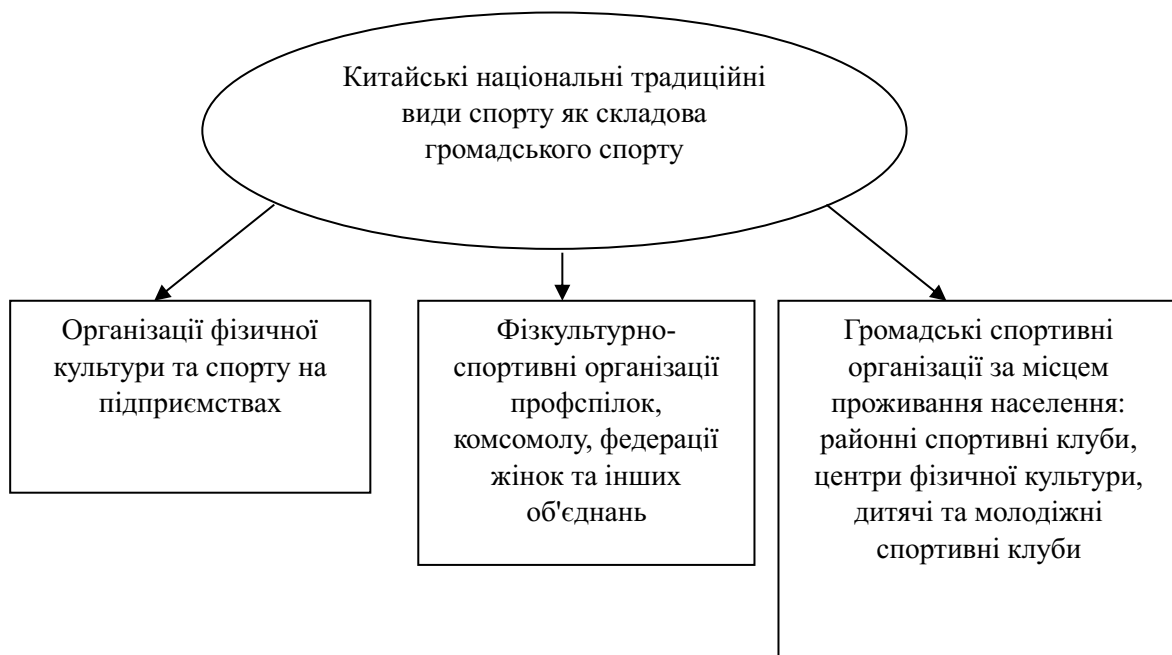 Китайські національні традиційні
види спорту як складова
громадського спорту
Організації фізичної
культури та спорту на
підприємствах
Фізкультурно-
спортивні організації
профспілок,
комсомолу, федерації
жінок та інших
об'єднань
Громадські спортивні
організації за місцем
проживання населення:
районні спортивні клуби,
центри фізичної культури,
дитячі та молодіжні
спортивні клуби